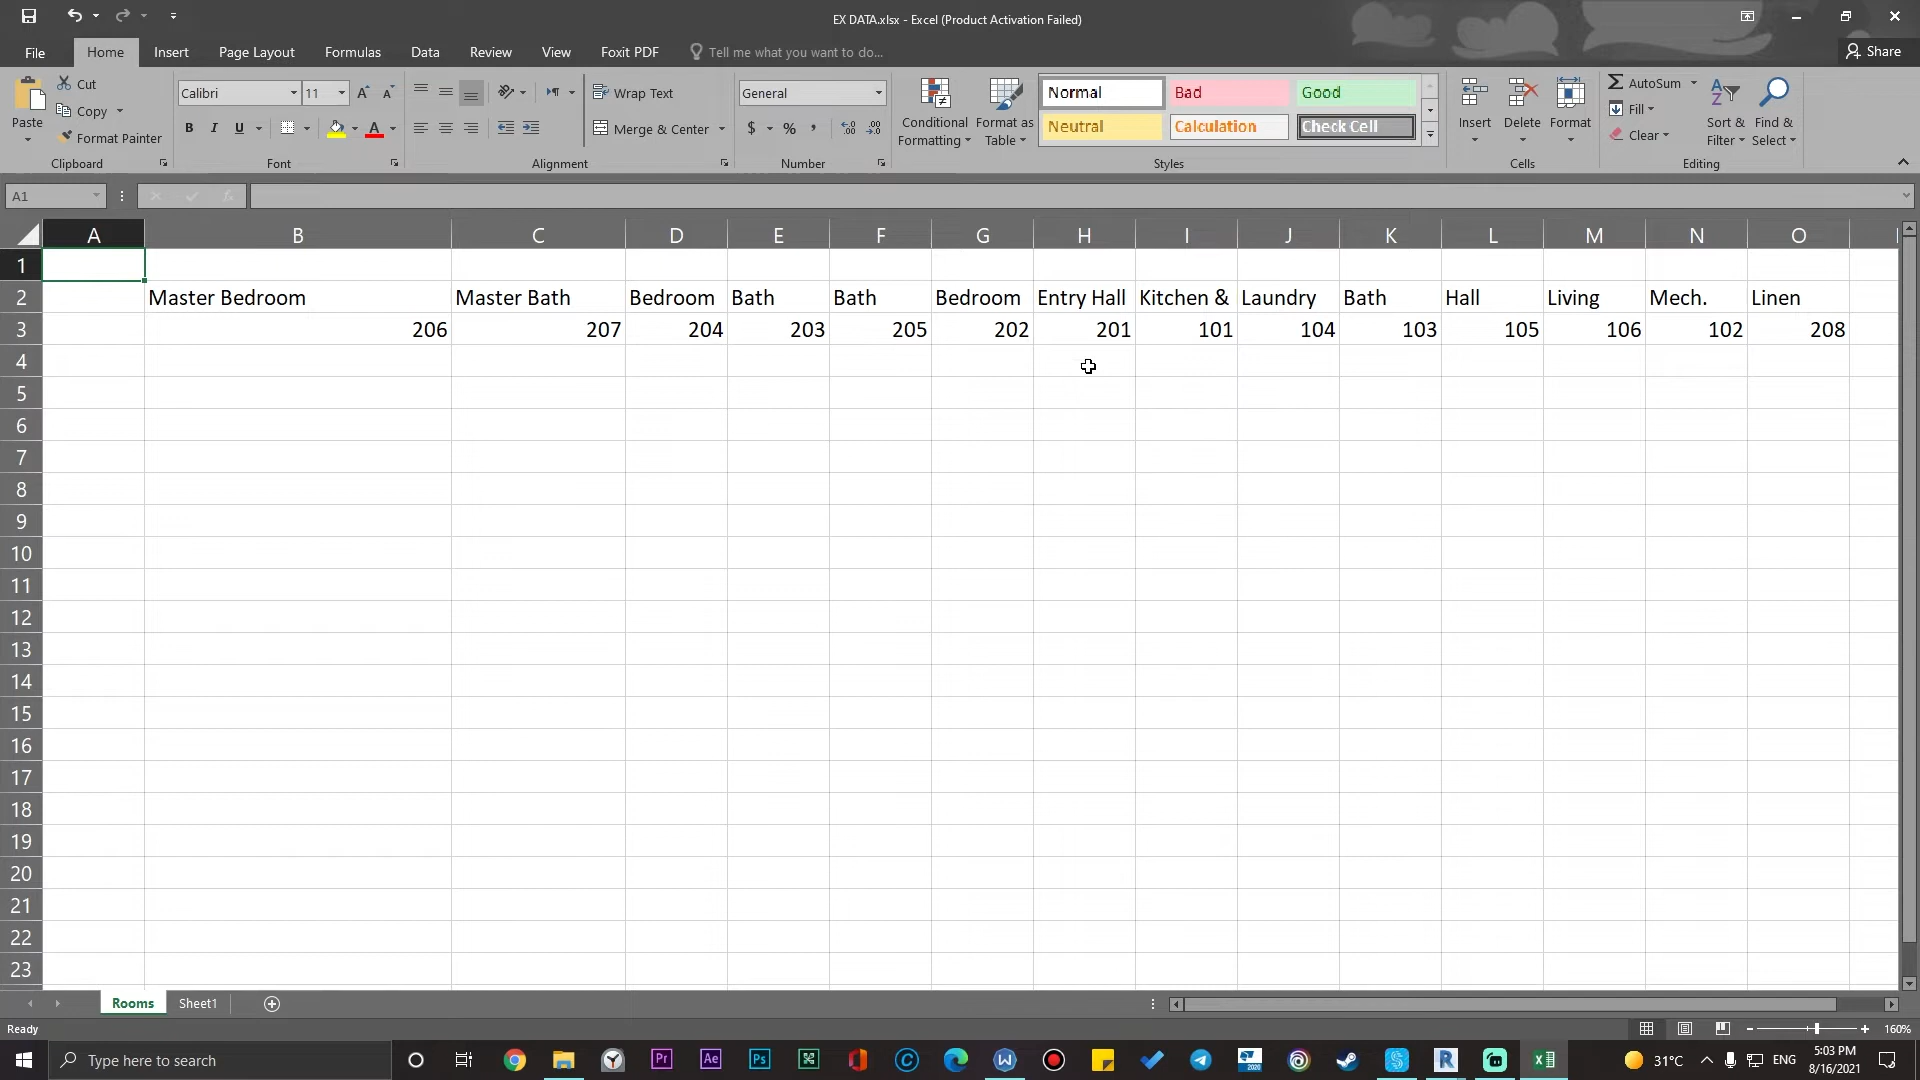 EX DATA.xlsx - Excel (Product Activation Failed)
File Home Insert Page Layout Formulas Data Review View Foxit PDF Tell me what you want to do... Share
Paste
Cut
Copy
Format Painter
Clipboard
Calibri 11
B I U
Font
Wrap Text
Merge & Center
Alignment
General
$ % ,
Number
Conditional Formatting
Format as Table
Normal Bad Good
Neutral Calculation Check Cell
Styles
Insert Delete Format
Cells
AutoSum
Fill
Clear
Sort & Filter
Find & Select
Editing
A1
A B C D E F G H I J K L M N O
1
2 Master Bedroom Master Bath Bedroom Bath Bath Bedroom Entry Hall Kitchen & Laundry Bath Hall Living Mech. Linen
3 206 207 204 203 205 202 201 101 104 103 105 106 102 208
4
5
6
7
8
9
10
11
12
13
14
15
16
17
18
19
20
21
22
23
Rooms Sheet1
Ready 160%
Type here to search
31°C ENG 5:03 PM
8/16/2021